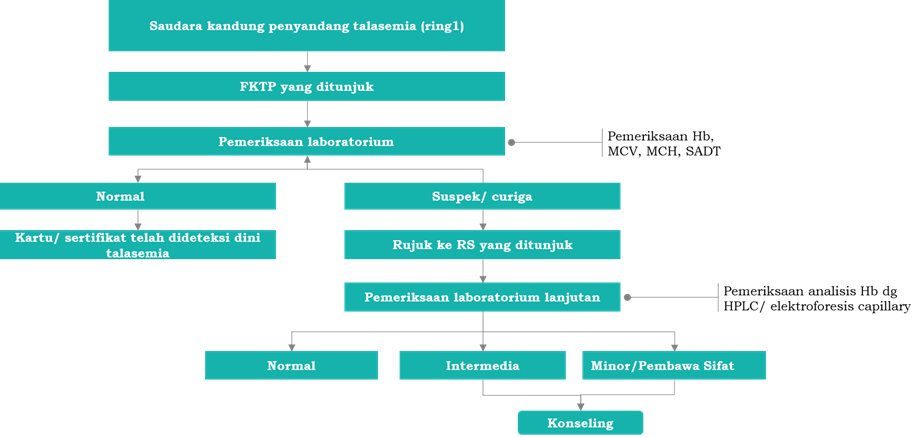 Saudara kandung penyandang talasemia (ring1)
FKTP yang ditunjuk
Pemeriksaan laboratorium
Pemeriksaan Hb,
MCV, MCH, SADT
Normal
Suspek/ curiga
Kartu/ sertifikat telah dideteksi dini
talasemia
Rujuk ke RS yang ditunjuk
Pemeriksaan laboratorium lanjutan
Pemeriksaan analisis Hb dg
HPLC/ elektroforesis capillary
Normal
Intermedia
Minor/Pembawa Sifat
Konseling